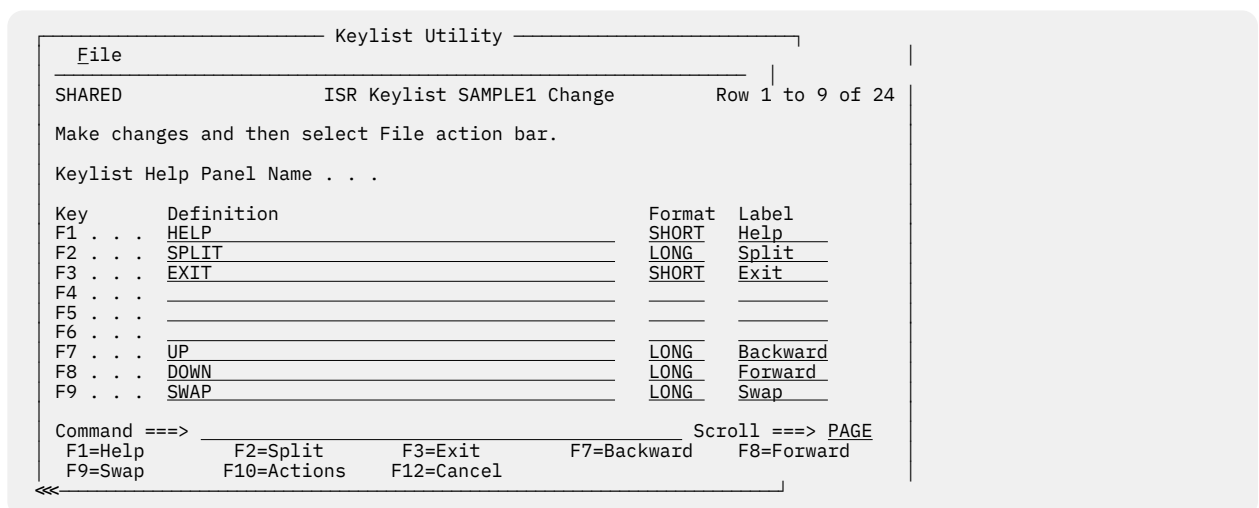 Keylist Utility
File
SHARED ISR Keylist SAMPLE1 Change Row 1 to 9 of 24
Make changes and then select File action bar.
Keylist Help Panel Name . . .
Key Definition Format Label
F1 . . . HELP SHORT Help
F2 . . . SPLIT LONG Split
F3 . . . EXIT SHORT Exit
F4 . . .
F5 . . .
F6 . . .
F7 . . . UP LONG Backward
F8 . . . DOWN LONG Forward
F9 . . . SWAP LONG Swap
Command ===> Scroll ===> PAGE
F1=Help F2=Split F3=Exit F7=Backward F8=Forward
F9=Swap F10=Actions F12=Cancel